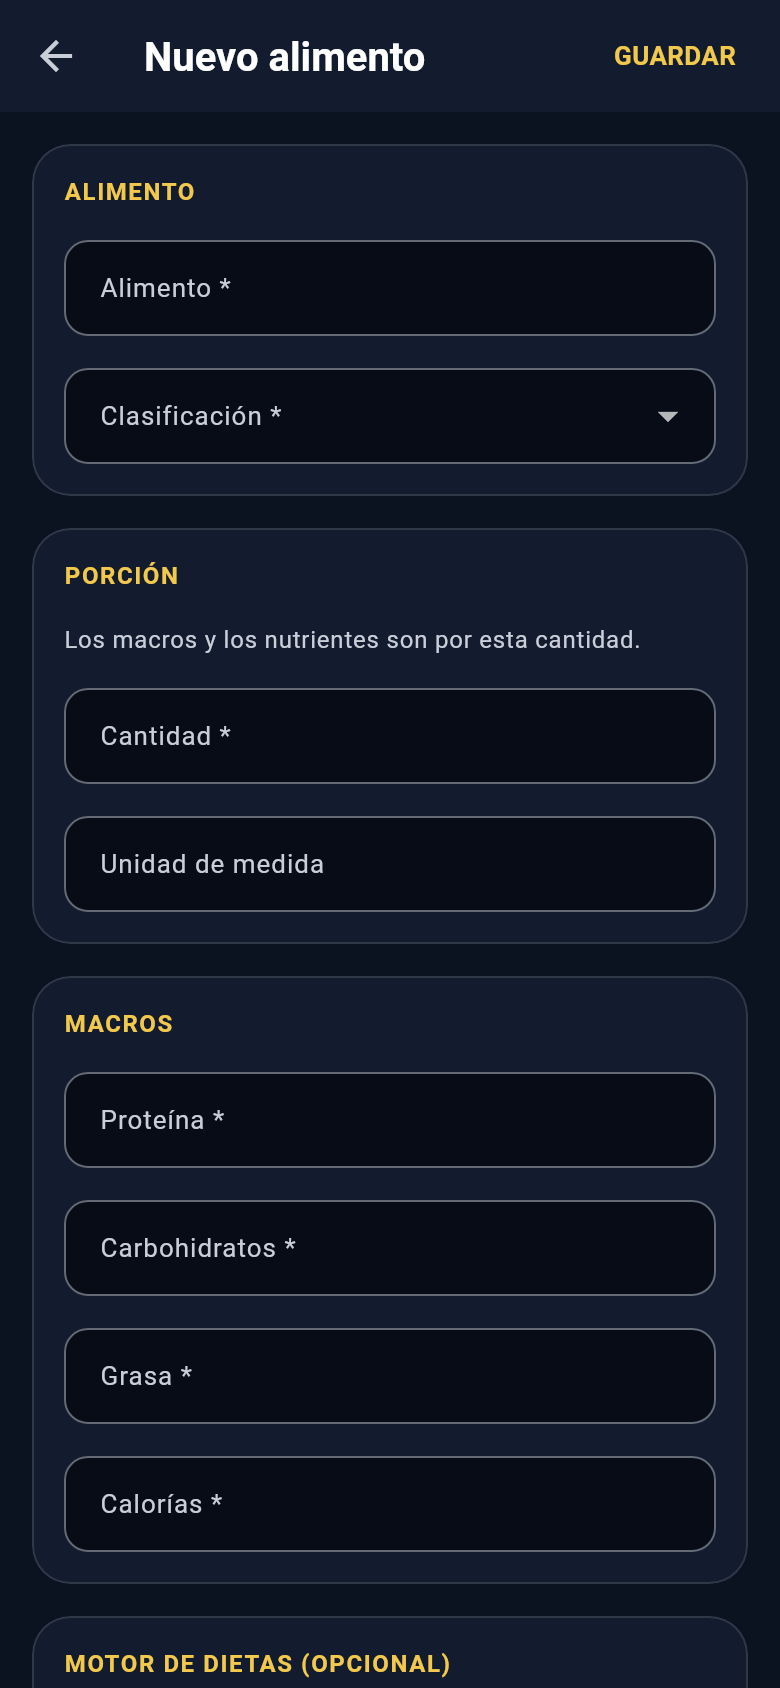 Nuevo alimento
GUARDAR
ALIMENTO
Alimento *
Clasificación *
PORCIÓN
Los macros y los nutrientes son por esta cantidad.
Cantidad *
Unidad de medida
MACROS
Proteína *
Carbohidratos *
Grasa *
Calorías *
MOTOR DE DIETAS (OPCIONAL)